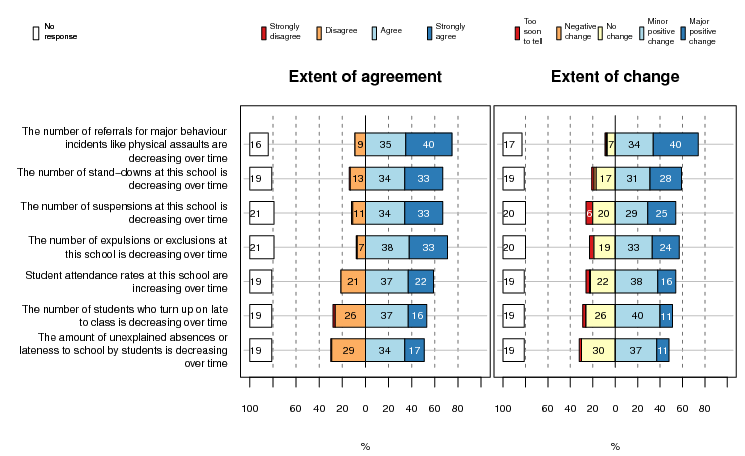 No
response
Strongly
disagree
Disagree
Agree
Strongly
agree
Too
soon
to tell
Negative
change
No
change
Minor
positive
change
Major
positive
change
Extent of agreement
Extent of change
The number of referrals for major behaviour
incidents like physical assaults are
decreasing over time
16 9 35 40
17 7 34 40
The number of stand−downs at this school is
decreasing over time
19 13 34 33
19 17 31 28
The number of suspensions at this school is
decreasing over time
21 11 34 33
20 6 20 29 25
The number of expulsions or exclusions at
this school is decreasing over time
21 7 38 33
20 19 33 24
Student attendance rates at this school are
increasing over time
19 21 37 22
19 22 38 16
The number of students who turn up on late
to class is decreasing over time
19 26 37 16
19 26 40 11
The amount of unexplained absences or
lateness to school by students is decreasing
over time
19 29 34 17
19 30 37 11
100 60 40 20 0 20 40 60 80
100 60 40 20 0 20 40 60 80
%
%